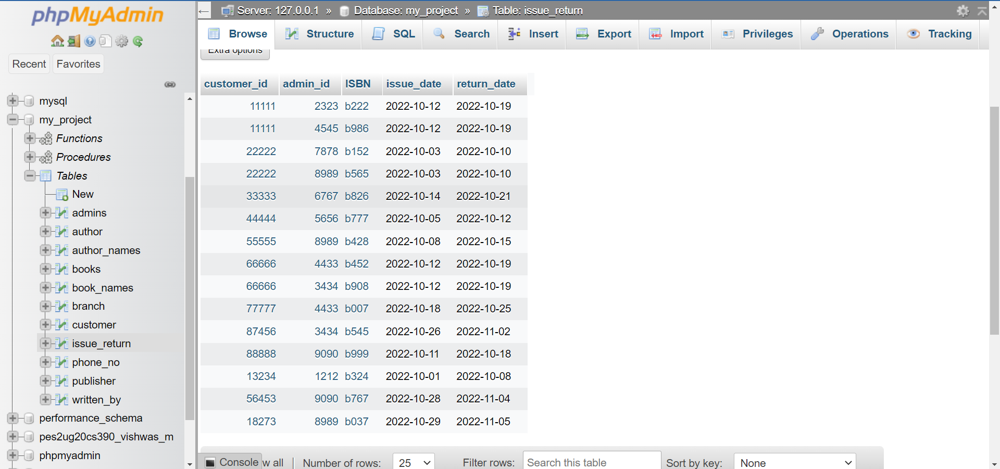 phpMyAdmin
Recent Favorites
mysql
my_project
Functions
Procedures
Tables
New
admins
author
author_names
books
book_names
branch
customer
issue_return
phone_no
publisher
written_by
performance_schema
pes2ug20cs390_vishwas_m
phpmyadmin
Server: 127.0.0.1 » Database: my_project » Table: issue_return
Browse Structure SQL Search Insert Export Import Privileges Operations Tracking
Extra options
customer_id admin_id ISBN issue_date return_date
11111 2323 b222 2022-10-12 2022-10-19
11111 4545 b986 2022-10-12 2022-10-19
22222 7878 b152 2022-10-03 2022-10-10
22222 8989 b565 2022-10-03 2022-10-10
33333 6767 b826 2022-10-14 2022-10-21
44444 5656 b777 2022-10-05 2022-10-12
55555 8989 b428 2022-10-08 2022-10-15
66666 4433 b452 2022-10-12 2022-10-19
66666 3434 b908 2022-10-12 2022-10-19
77777 4433 b007 2022-10-18 2022-10-25
87456 3434 b545 2022-10-26 2022-11-02
88888 9090 b999 2022-10-11 2022-10-18
13234 1212 b324 2022-10-01 2022-10-08
56453 9090 b767 2022-10-28 2022-11-04
18273 8989 b037 2022-10-29 2022-11-05
Console w all Number of rows: 25 Filter rows: Search this table Sort by key: None